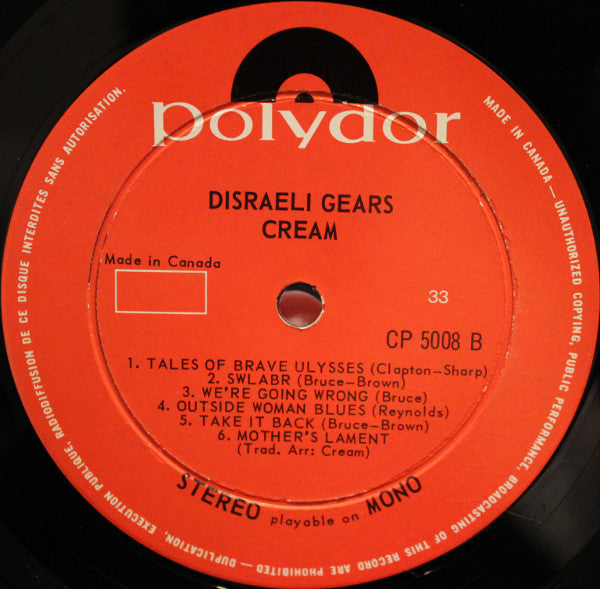 polydor
DISRAELI GEARS
CREAM
Made in Canada
33
CP 5008 B
1. TALES OF BRAVE ULYSSES (Clapton—Sharp)
2. SWLABR (Bruce—Brown)
3. WE'RE GOING WRONG (Bruce)
4. OUTSIDE WOMAN BLUES (Reynolds)
5. TAKE IT BACK (Bruce—Brown)
6. MOTHER'S LAMENT
(Trad. Arr: Cream)
STEREO playable on MONO
MADE IN CANADA — UNAUTHORIZED COPYING, PUBLIC PERFORMANCE, BROADCASTING OF THIS RECORD ARE PROHIBITED — DUPLICATION, EXECUTION PUBLIQUE, RADIODIFFUSION DE CE DISQUE INTERDITES SANS AUTORISATION.